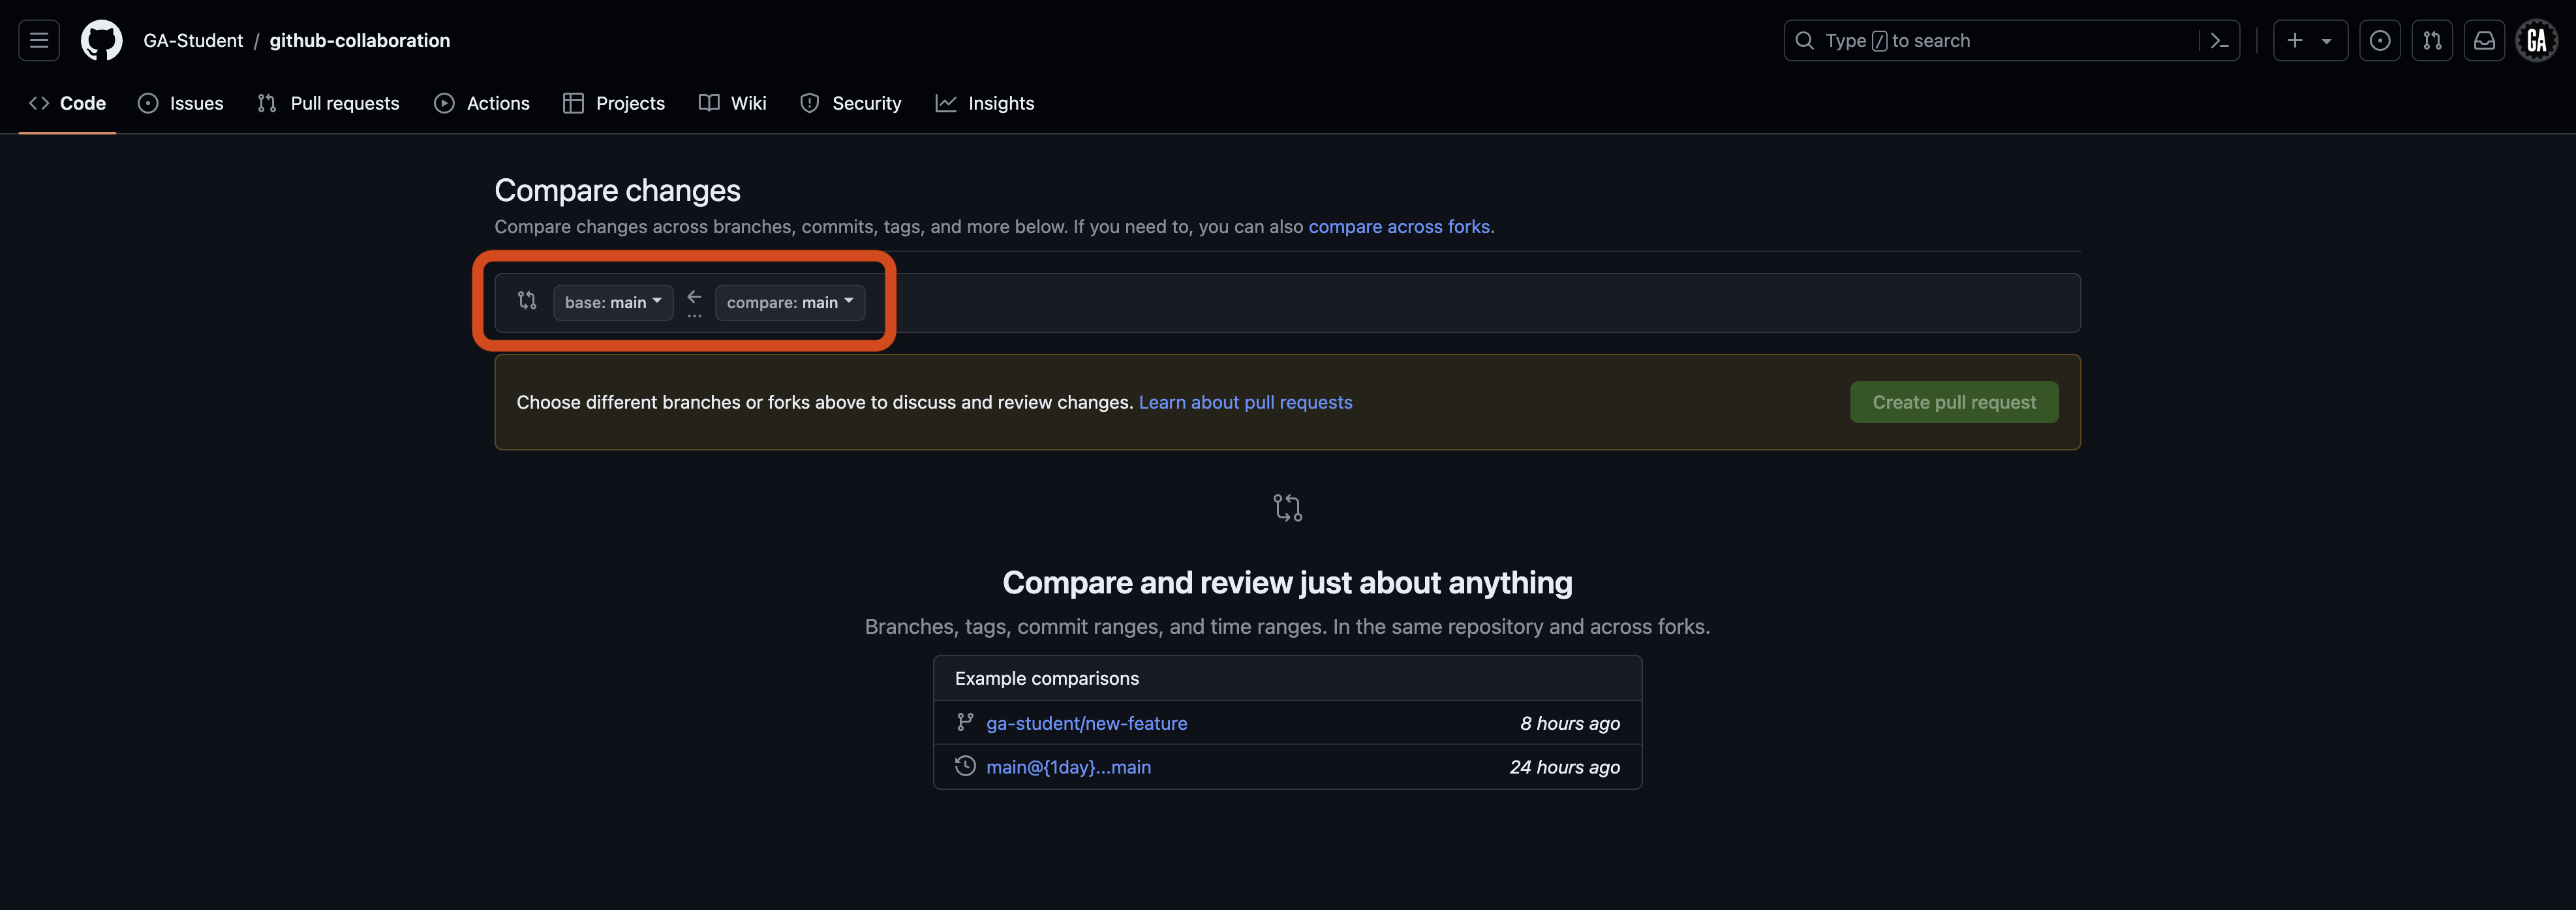 GA-Student / github-collaboration
Type / to search
GA
Code Issues Pull requests Actions Projects Wiki Security Insights
Compare changes
Compare changes across branches, commits, tags, and more below. If you need to, you can also compare across forks.
base: main ... compare: main
Choose different branches or forks above to discuss and review changes. Learn about pull requests Create pull request
Compare and review just about anything
Branches, tags, commit ranges, and time ranges. In the same repository and across forks.
Example comparisons
ga-student/new-feature 8 hours ago
main@{1day}...main 24 hours ago